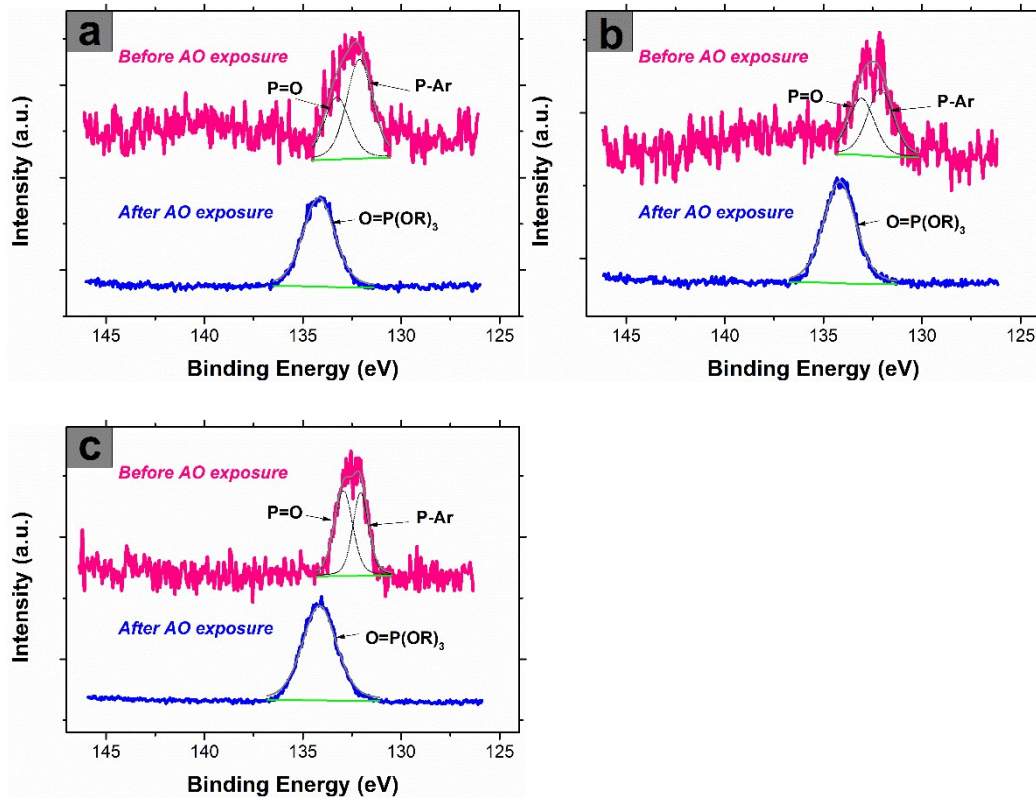 a
Before AO exposure
P=O
P-Ar
After AO exposure
O=P(OR)3
Intensity (a.u.)
145 140 135 130 125
Binding Energy (eV)
b
Before AO exposure
P=O
P-Ar
After AO exposure
O=P(OR)3
Intensity (a.u.)
145 140 135 130 125
Binding Energy (eV)
c
Before AO exposure
P=O
P-Ar
After AO exposure
O=P(OR)3
Intensity (a.u.)
145 140 135 130 125
Binding Energy (eV)